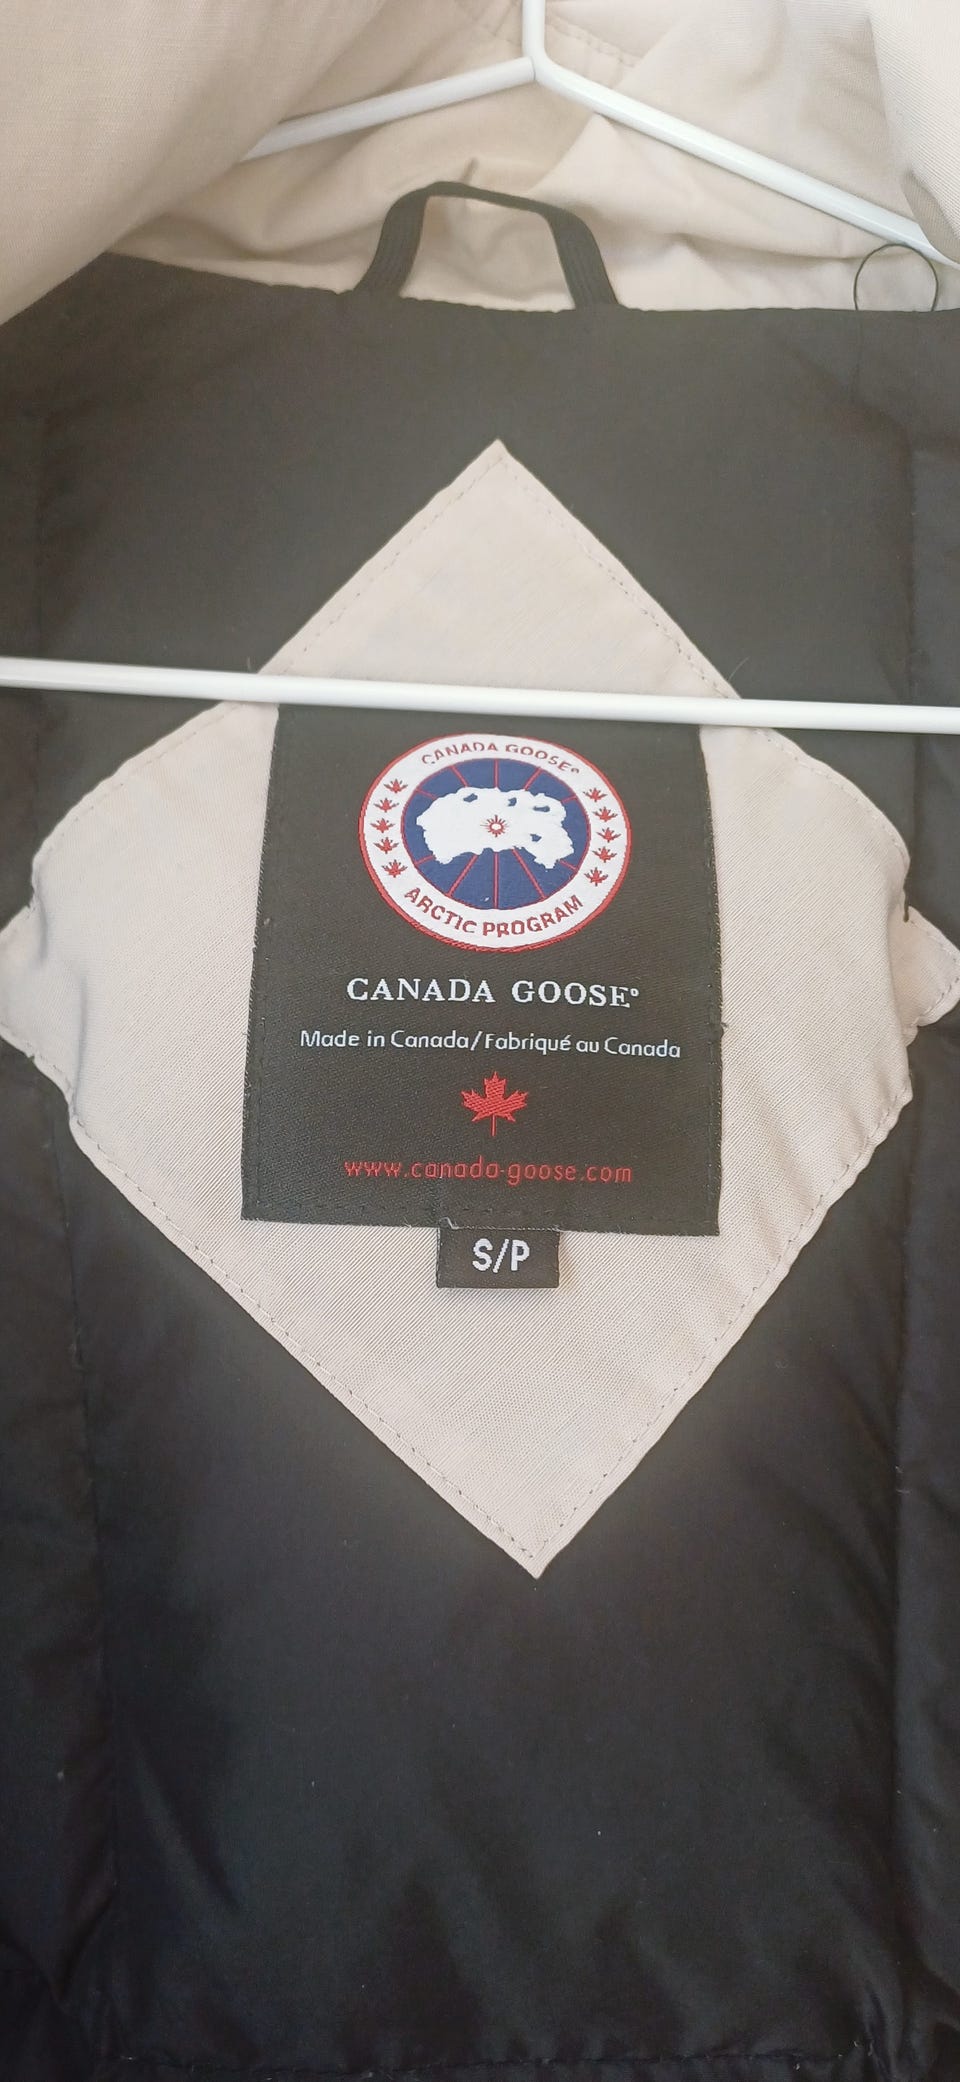 CANADA GOOSE®
ARCTIC PROGRAM
CANADA GOOSE®
Made in Canada/Fabriqué au Canada
www.canada-goose.com
S/P